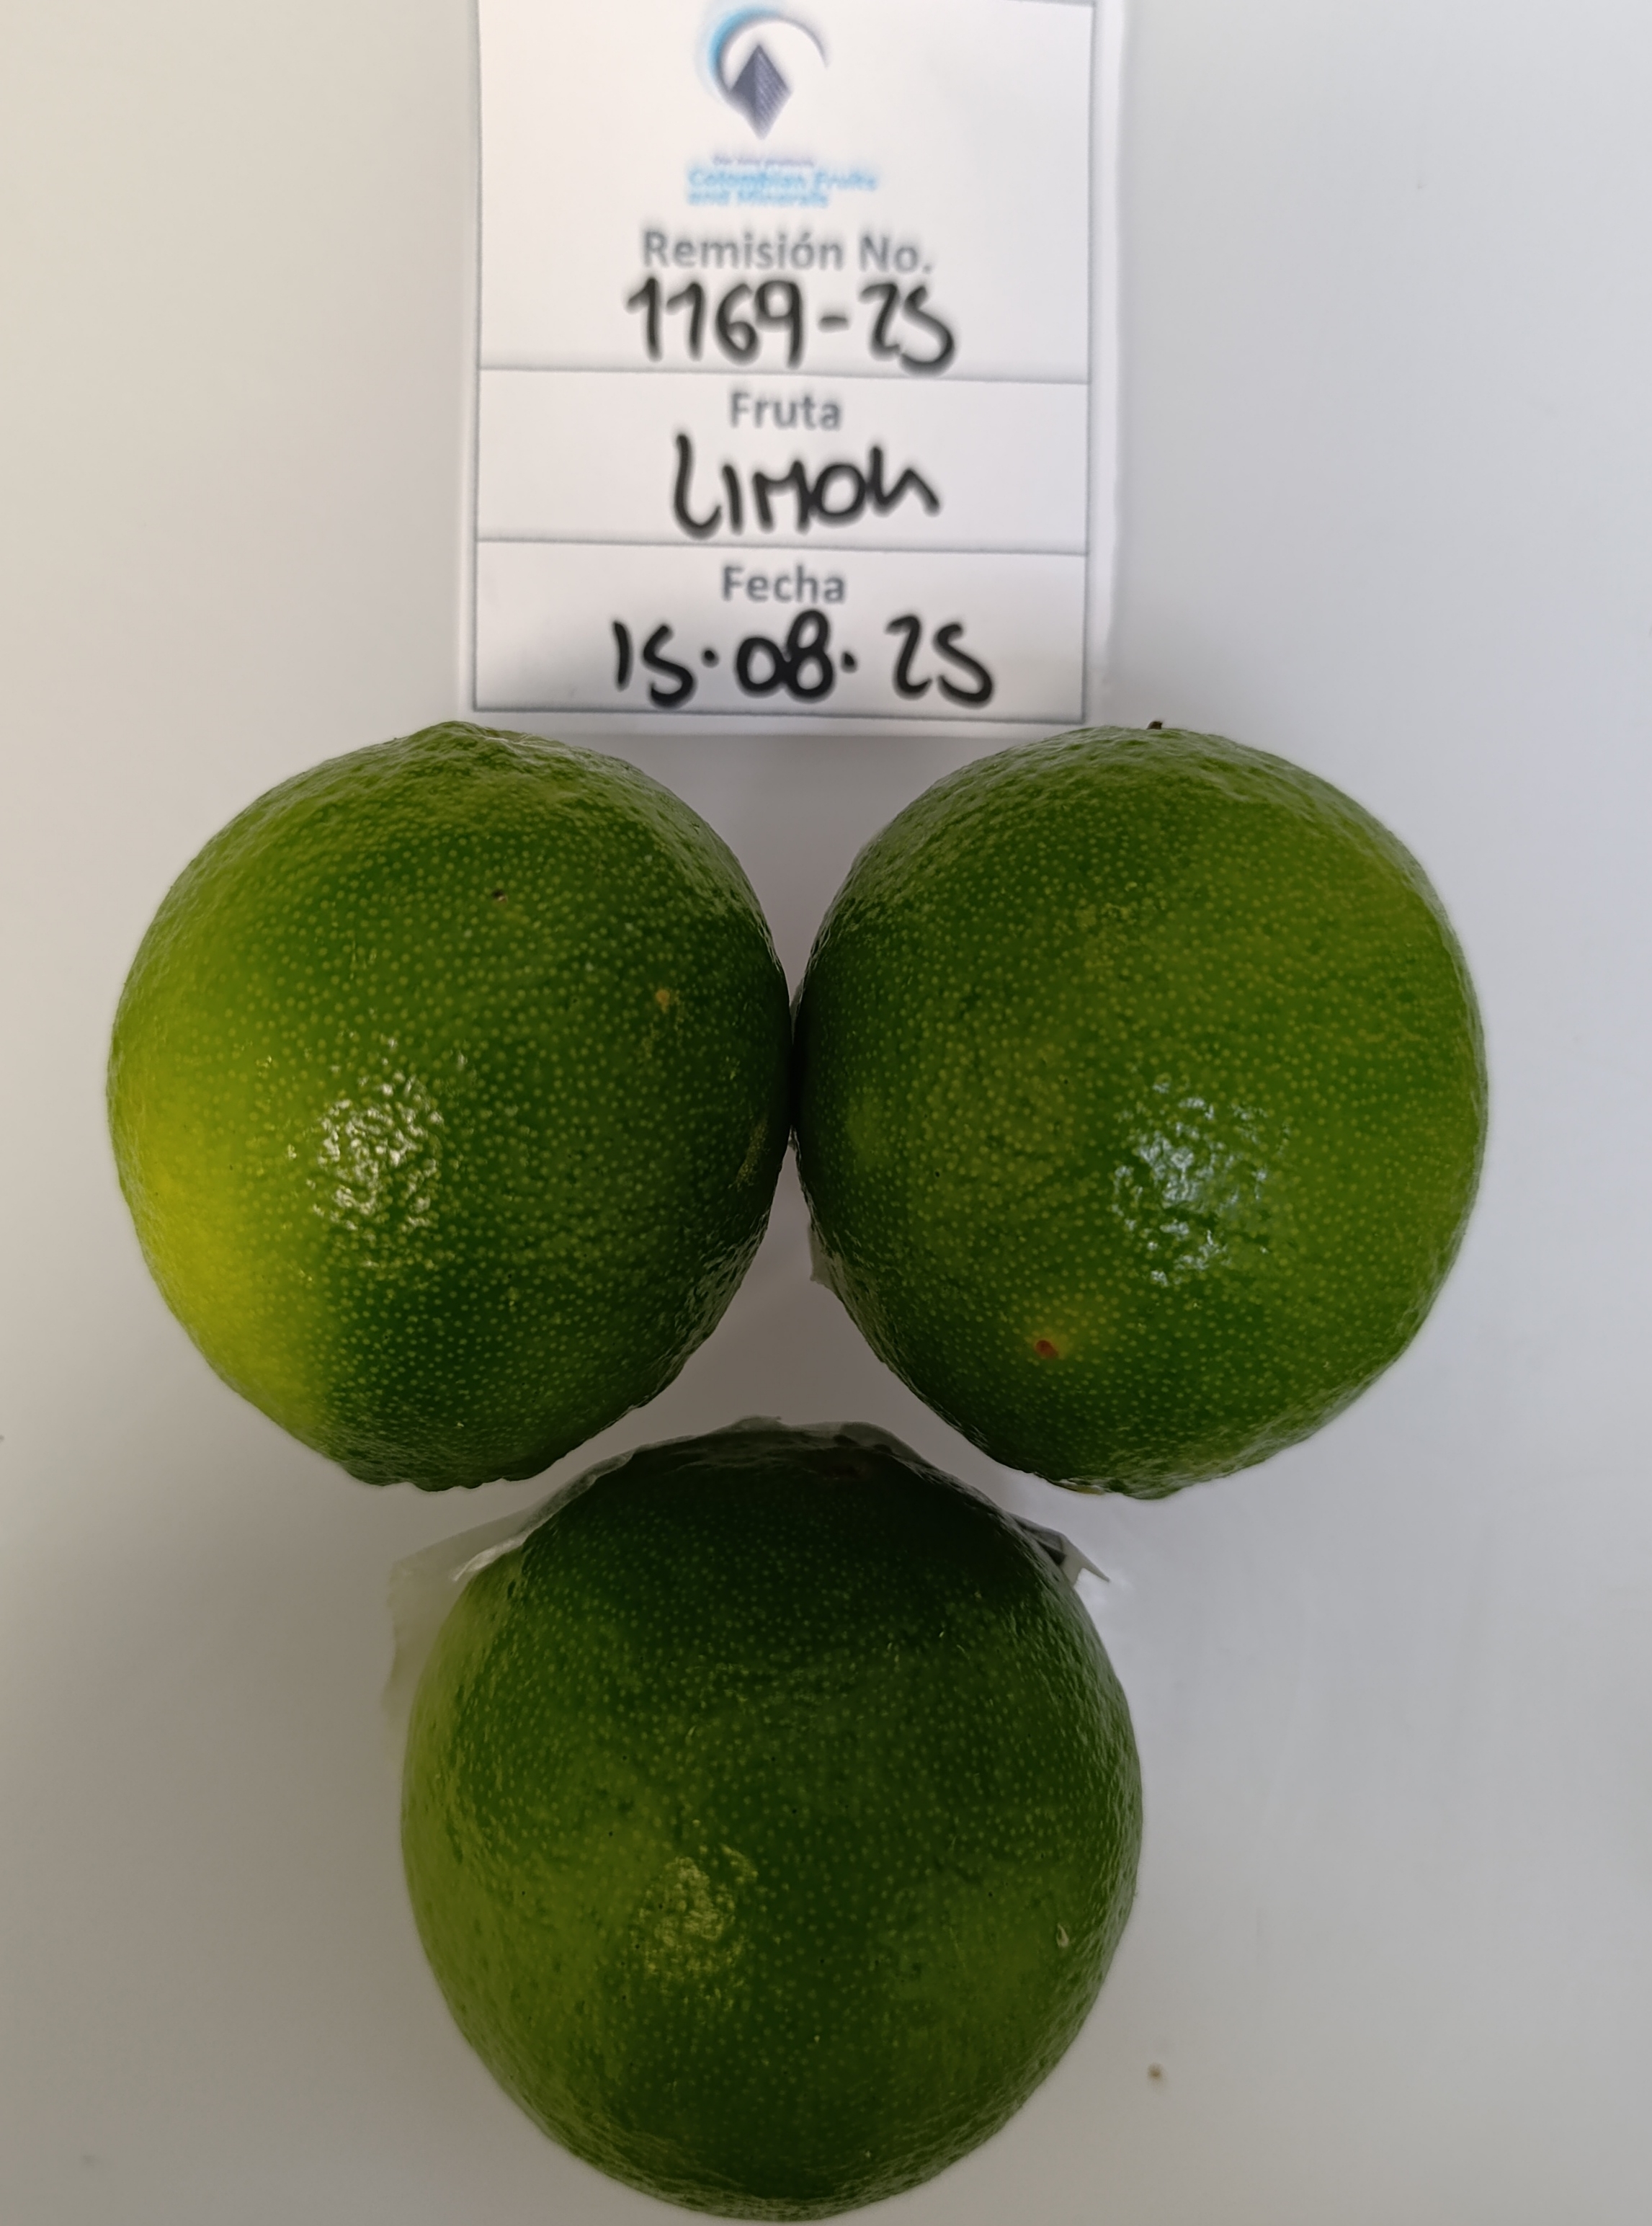 Colombian Fruits
and Minerals
Remisión No.
1169-25
Fruta
LIMON
Fecha
15.08.25